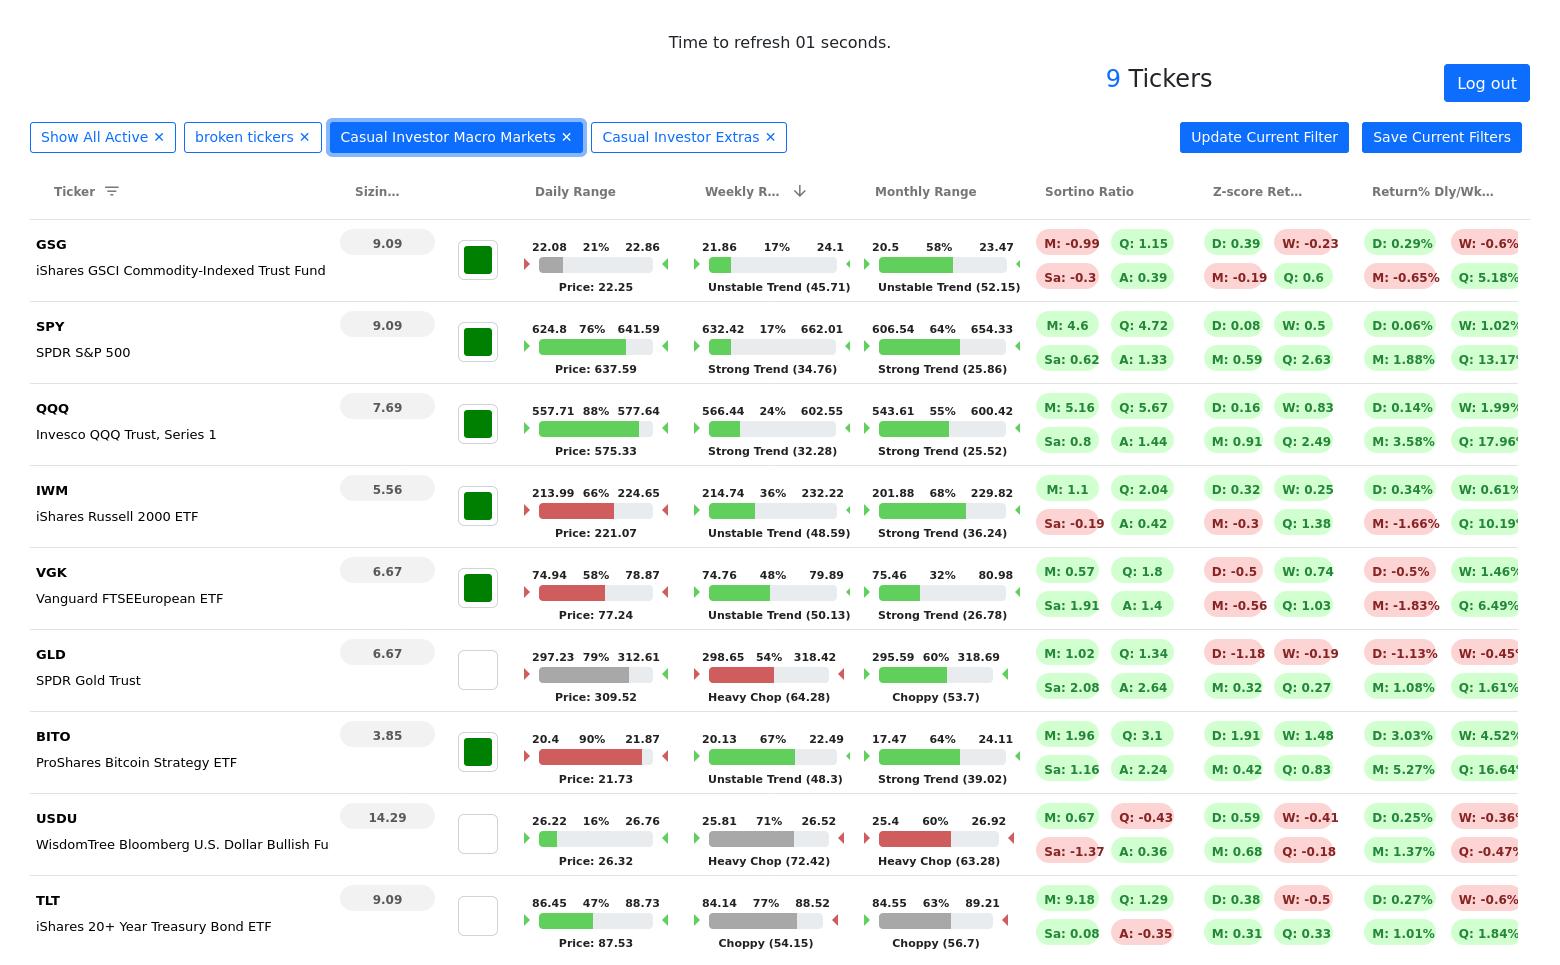 Time to refresh 01 seconds.
9 Tickers
Log out
Show All Active ✕ broken tickers ✕ Casual Investor Macro Markets ✕ Casual Investor Extras ✕ Update Current Filter Save Current Filters
Ticker Sizin... Daily Range Weekly R... Monthly Range Sortino Ratio Z-score Ret... Return% Dly/Wk...
GSG 9.09 22.08 21% 22.86 21.86 17% 24.1 20.5 58% 23.47 M: -0.99 Q: 1.15 D: 0.39 W: -0.23 D: 0.29% W: -0.6%
iShares GSCI Commodity-Indexed Trust Fund Sa: -0.3 A: 0.39 M: -0.19 Q: 0.6 M: -0.65% Q: 5.18%
Price: 22.25 Unstable Trend (45.71) Unstable Trend (52.15)
SPY 9.09 624.8 76% 641.59 632.42 17% 662.01 606.54 64% 654.33 M: 4.6 Q: 4.72 D: 0.08 W: 0.5 D: 0.06% W: 1.02%
SPDR S&P 500 Sa: 0.62 A: 1.33 M: 0.59 Q: 2.63 M: 1.88% Q: 13.17%
Price: 637.59 Strong Trend (34.76) Strong Trend (25.86)
QQQ 7.69 557.71 88% 577.64 566.44 24% 602.55 543.61 55% 600.42 M: 5.16 Q: 5.67 D: 0.16 W: 0.83 D: 0.14% W: 1.99%
Invesco QQQ Trust, Series 1 Sa: 0.8 A: 1.44 M: 0.91 Q: 2.49 M: 3.58% Q: 17.96%
Price: 575.33 Strong Trend (32.28) Strong Trend (25.52)
IWM 5.56 213.99 66% 224.65 214.74 36% 232.22 201.88 68% 229.82 M: 1.1 Q: 2.04 D: 0.32 W: 0.25 D: 0.34% W: 0.61%
iShares Russell 2000 ETF Sa: -0.19 A: 0.42 M: -0.3 Q: 1.38 M: -1.66% Q: 10.19%
Price: 221.07 Unstable Trend (48.59) Strong Trend (36.24)
VGK 6.67 74.94 58% 78.87 74.76 48% 79.89 75.46 32% 80.98 M: 0.57 Q: 1.8 D: -0.5 W: 0.74 D: -0.5% W: 1.46%
Vanguard FTSEEuropean ETF Sa: 1.91 A: 1.4 M: -0.56 Q: 1.03 M: -1.83% Q: 6.49%
Price: 77.24 Unstable Trend (50.13) Strong Trend (26.78)
GLD 6.67 297.23 79% 312.61 298.65 54% 318.42 295.59 60% 318.69 M: 1.02 Q: 1.34 D: -1.18 W: -0.19 D: -1.13% W: -0.45%
SPDR Gold Trust Sa: 2.08 A: 2.64 M: 0.32 Q: 0.27 M: 1.08% Q: 1.61%
Price: 309.52 Heavy Chop (64.28) Choppy (53.7)
BITO 3.85 20.4 90% 21.87 20.13 67% 22.49 17.47 64% 24.11 M: 1.96 Q: 3.1 D: 1.91 W: 1.48 D: 3.03% W: 4.52%
ProShares Bitcoin Strategy ETF Sa: 1.16 A: 2.24 M: 0.42 Q: 0.83 M: 5.27% Q: 16.64%
Price: 21.73 Unstable Trend (48.3) Strong Trend (39.02)
USDU 14.29 26.22 16% 26.76 25.81 71% 26.52 25.4 60% 26.92 M: 0.67 Q: -0.43 D: 0.59 W: -0.41 D: 0.25% W: -0.36%
WisdomTree Bloomberg U.S. Dollar Bullish Fu Sa: -1.37 A: 0.36 M: 0.68 Q: -0.18 M: 1.37% Q: -0.47%
Price: 26.32 Heavy Chop (72.42) Heavy Chop (63.28)
TLT 9.09 86.45 47% 88.73 84.14 77% 88.52 84.55 63% 89.21 M: 9.18 Q: 1.29 D: 0.38 W: -0.5 D: 0.27% W: -0.6%
iShares 20+ Year Treasury Bond ETF Sa: 0.08 A: -0.35 M: 0.31 Q: 0.33 M: 1.01% Q: 1.84%
Price: 87.53 Choppy (54.15) Choppy (56.7)